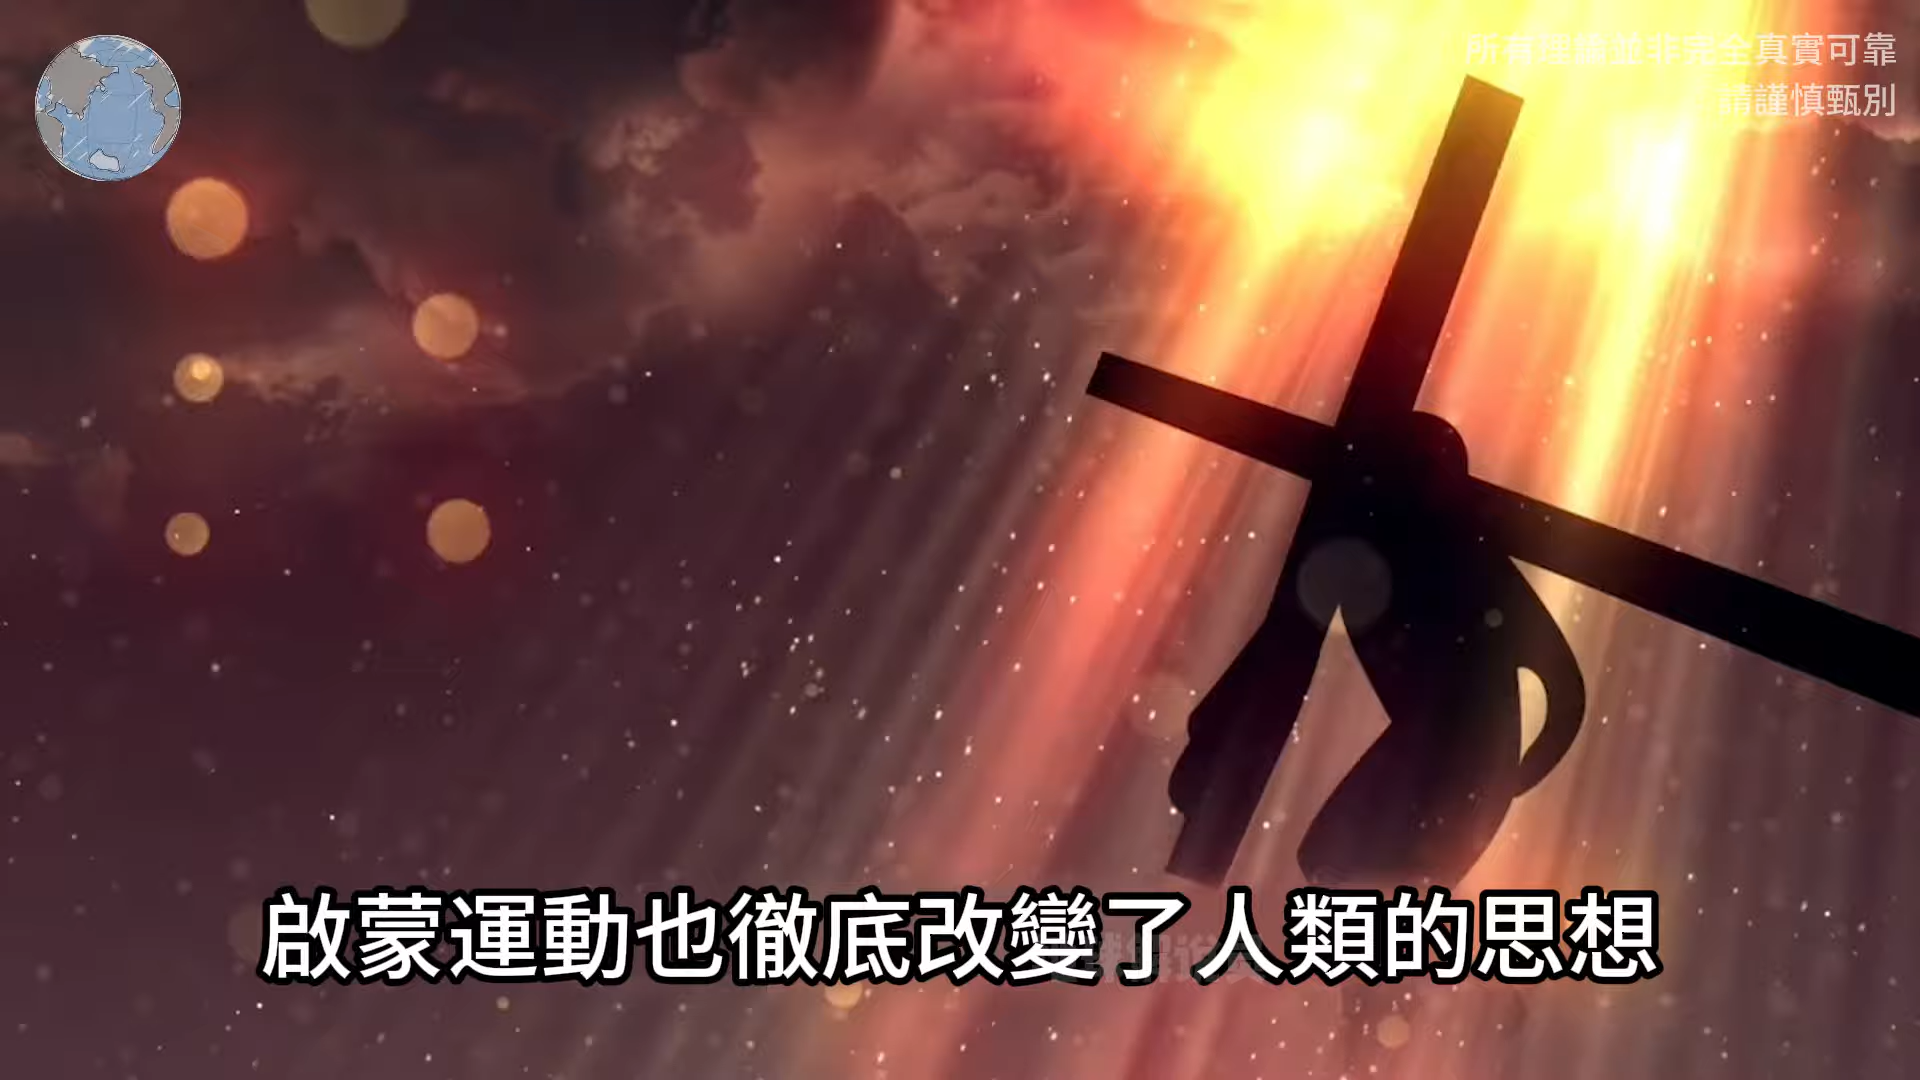 所有理論並非完全真實可靠
請謹慎甄別
啟蒙運動也徹底改變了人類的思想